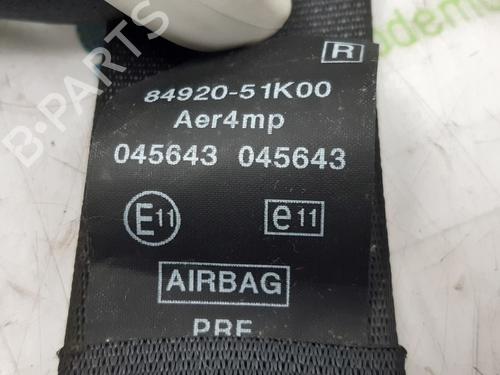 R
84920-51K00
Aer4mp
045643 045643
E11 e11
AIRBAG
PRE
B-PARTS